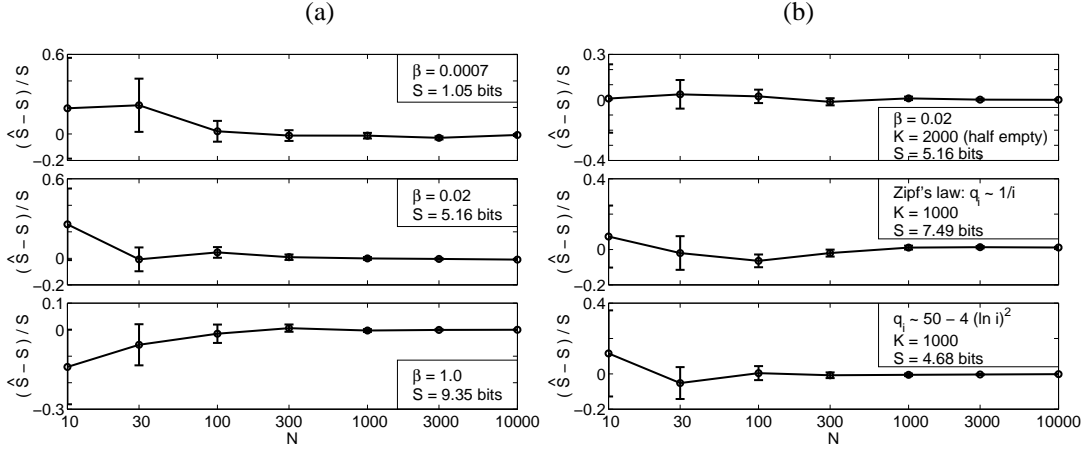 (a)
(b)
0.6
0
−0.2
( Ŝ − S ) / S
β = 0.0007
S = 1.05 bits
0.6
0
−0.2
( Ŝ − S ) / S
β = 0.02
S = 5.16 bits
0.1
0
−0.3
( Ŝ − S ) / S
β = 1.0
S = 9.35 bits
10 30 100 300 1000 3000 10000
N
0.3
0
−0.4
( Ŝ − S ) / S
β = 0.02
K = 2000 (half empty)
S = 5.16 bits
0.4
0
−0.2
( Ŝ − S ) / S
Zipf's law: qᵢ ~ 1/i
K = 1000
S = 7.49 bits
0.4
0
−0.2
( Ŝ − S ) / S
qᵢ ~ 50 − 4 (ln i)²
K = 1000
S = 4.68 bits
10 30 100 300 1000 3000 10000
N